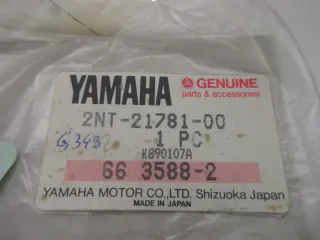 YAMAHA
GENUINE
parts & accessories
2NT-21781-00
1 PC
G3432
K890107A
66 3588-2
YAMAHA MOTOR CO., LTD. Shizuoka Japan
MADE IN JAPAN